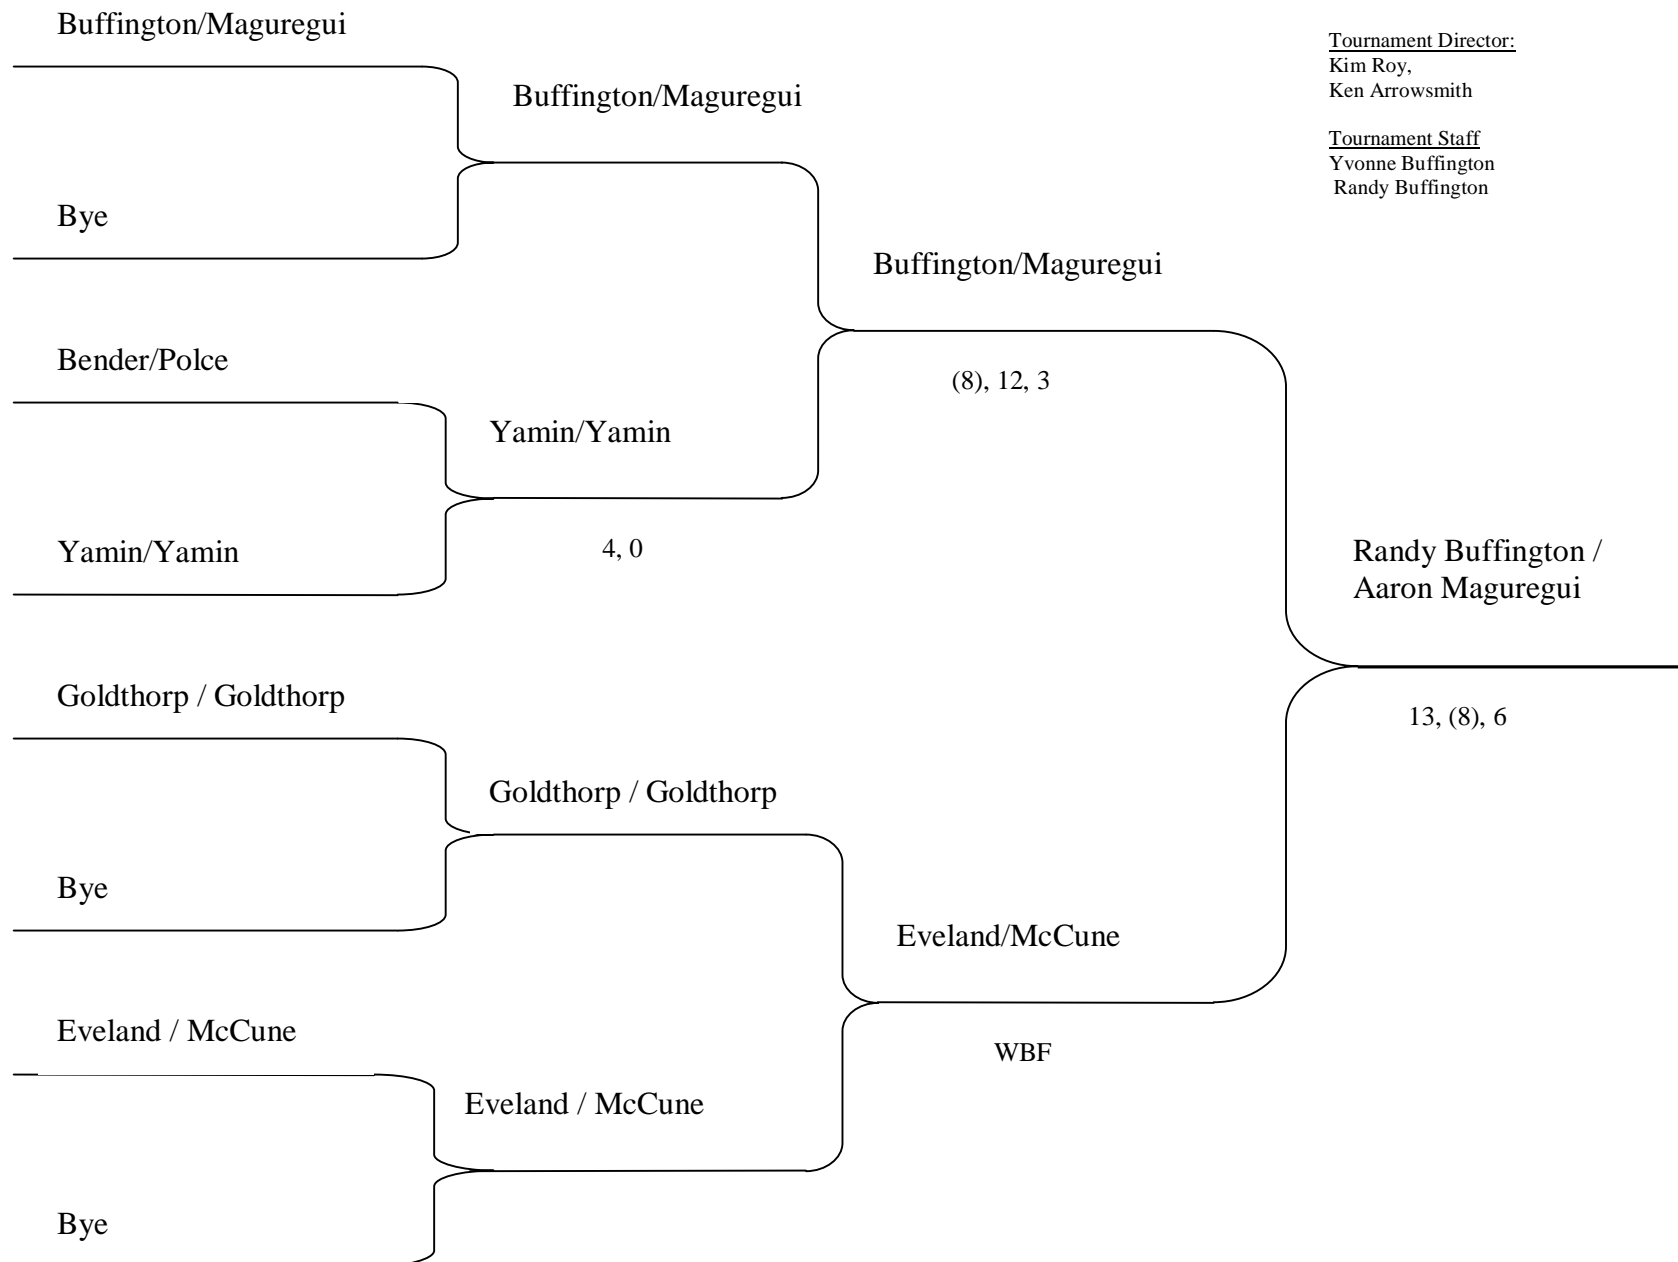 Buffington/Maguregui
Bye
Bender/Polce
Yamin/Yamin
Goldthorp / Goldthorp
Bye
Eveland / McCune
Bye
Buffington/Maguregui
Yamin/Yamin
4, 0
Goldthorp / Goldthorp
Eveland / McCune
Buffington/Maguregui
(8), 12, 3
Eveland/McCune
WBF
Tournament Director:
Kim Roy,
Ken Arrowsmith
Tournament Staff
Yvonne Buffington
Randy Buffington
Randy Buffington /
Aaron Maguregui
13, (8), 6